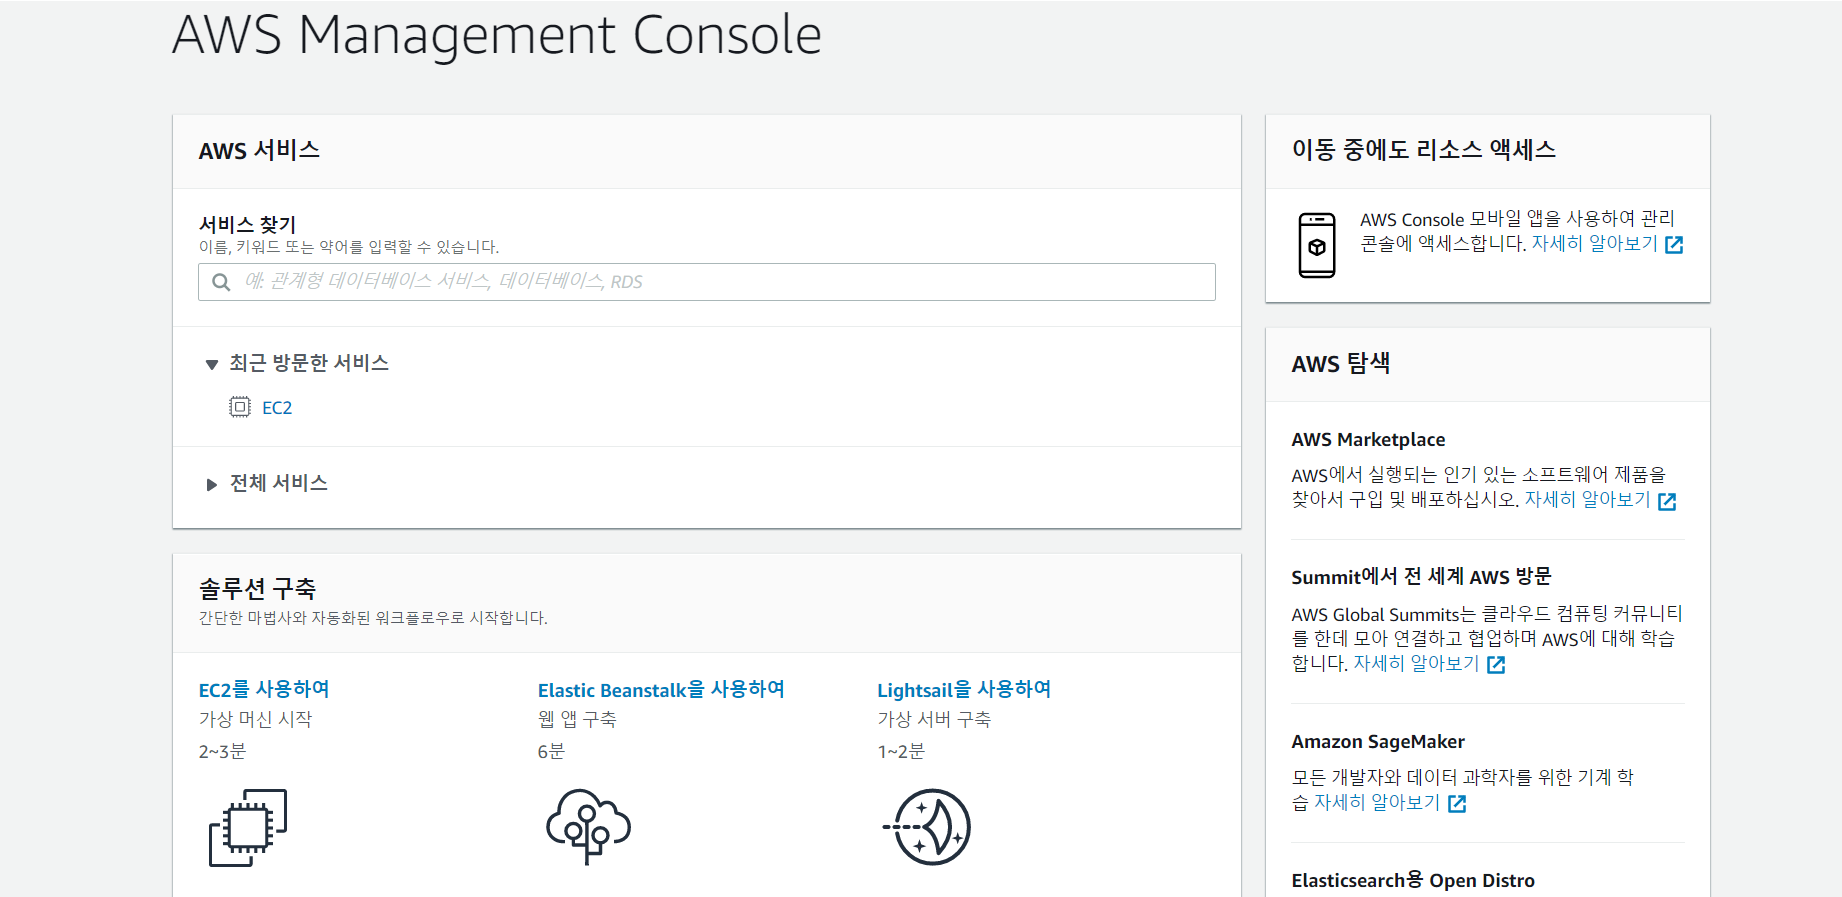 AWS Management Console
AWS 서비스
서비스 찾기
이름, 키워드 또는 약어를 입력할 수 있습니다.
예: 관계형 데이터베이스 서비스, 데이터베이스, RDS
최근 방문한 서비스
EC2
전체 서비스
솔루션 구축
간단한 마법사와 자동화된 워크플로우로 시작합니다.
EC2를 사용하여
가상 머신 시작
2~3분
Elastic Beanstalk을 사용하여
웹 앱 구축
6분
Lightsail을 사용하여
가상 서버 구축
1~2분
이동 중에도 리소스 액세스
AWS Console 모바일 앱을 사용하여 관리
콘솔에 액세스합니다. 자세히 알아보기
AWS 탐색
AWS Marketplace
AWS에서 실행되는 인기 있는 소프트웨어 제품을
찾아서 구입 및 배포하십시오. 자세히 알아보기
Summit에서 전 세계 AWS 방문
AWS Global Summits는 클라우드 컴퓨팅 커뮤니티
를 한데 모아 연결하고 협업하며 AWS에 대해 학습
합니다. 자세히 알아보기
Amazon SageMaker
모든 개발자와 데이터 과학자를 위한 기계 학
습 자세히 알아보기
Elasticsearch용 Open Distro